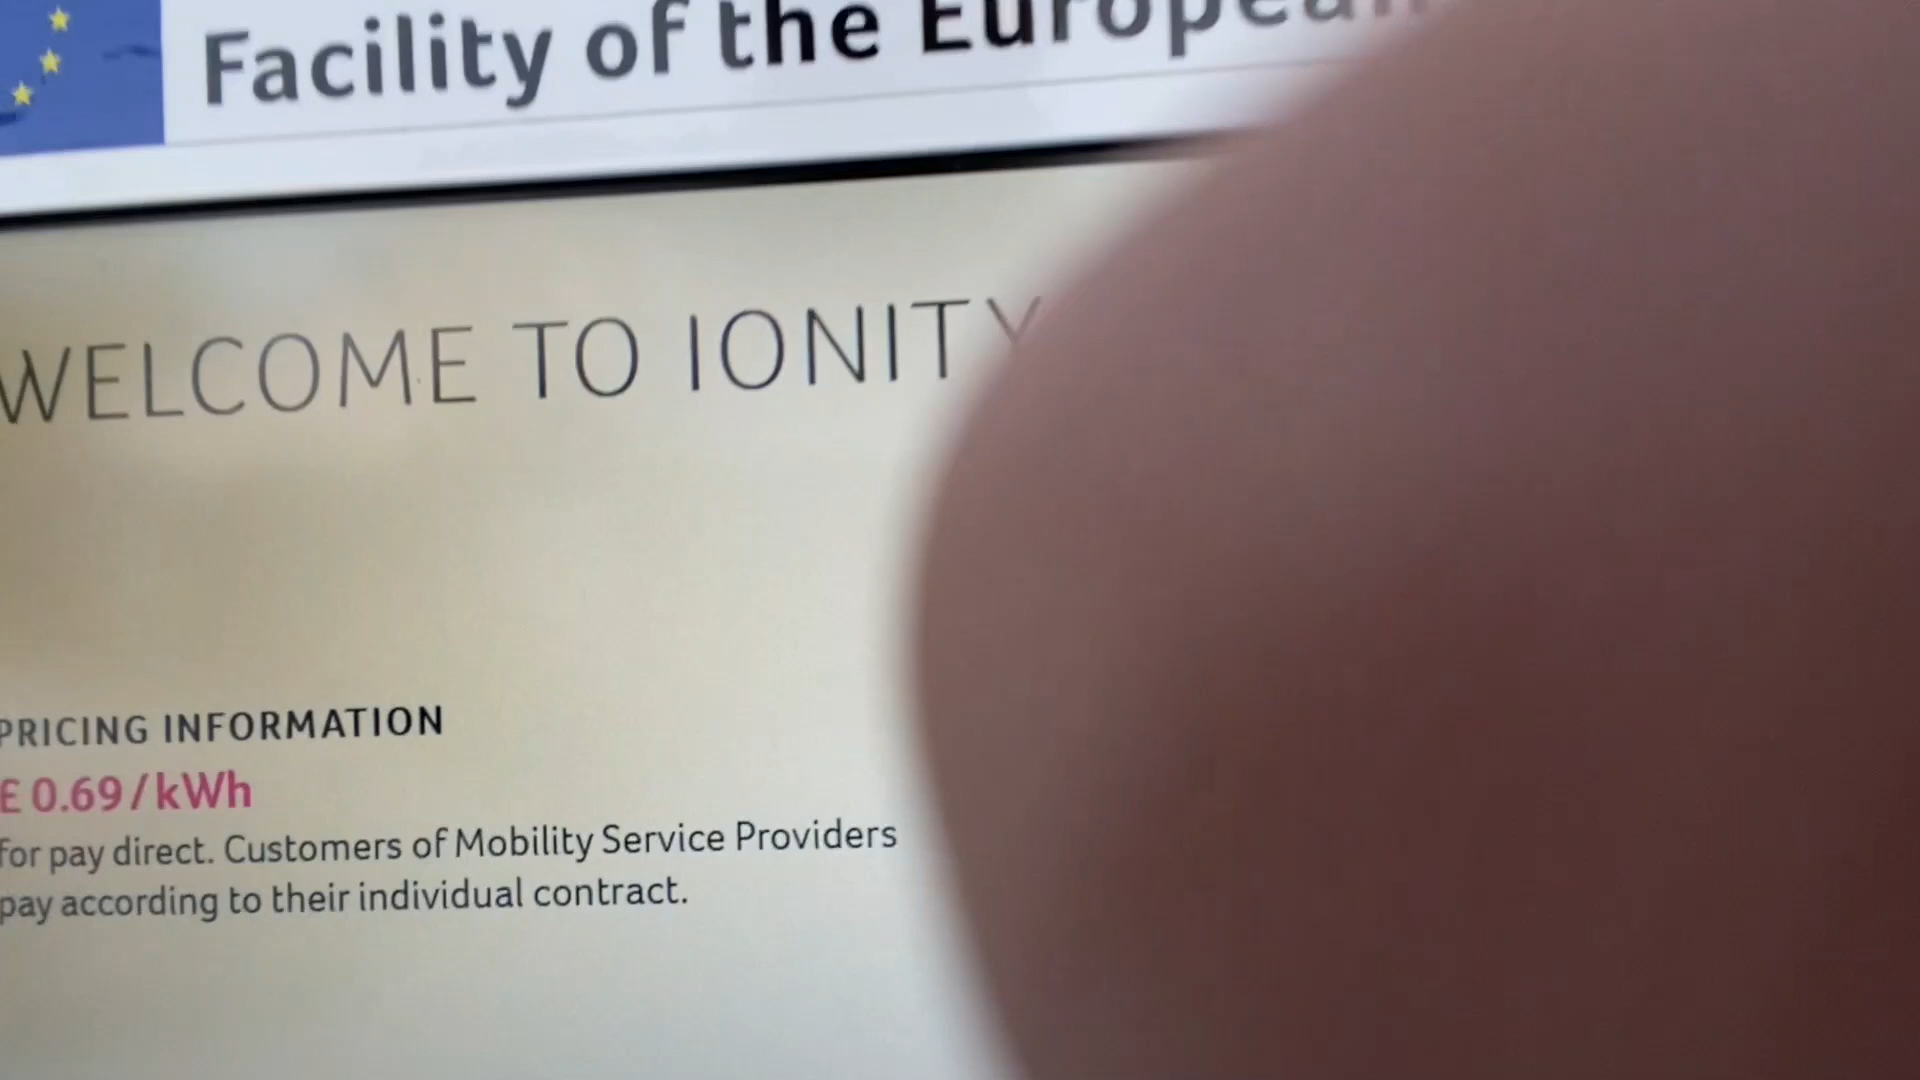 Facility of the European
WELCOME TO IONITY
PRICING INFORMATION
£ 0.69/kWh
for pay direct. Customers of Mobility Service Providers
pay according to their individual contract.